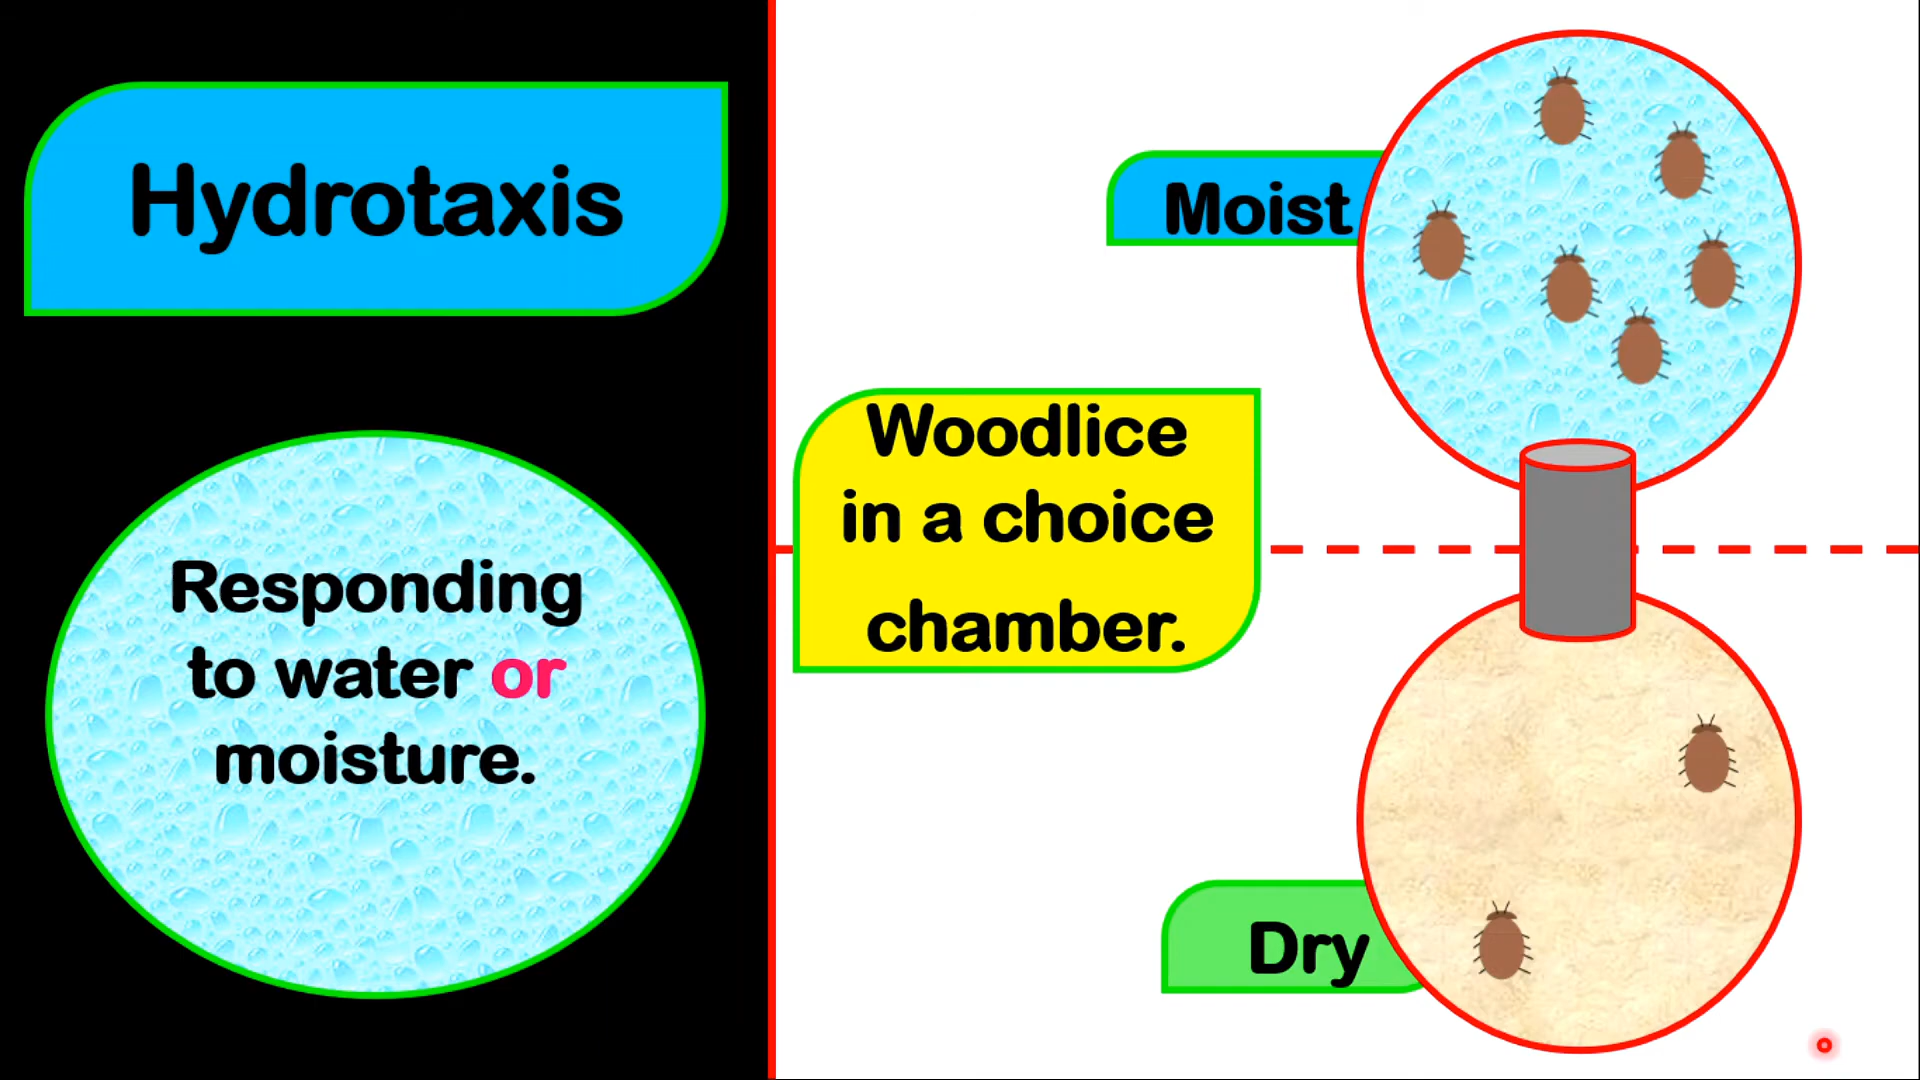 Hydrotaxis
Responding
to water or
moisture.
Moist
Woodlice
in a choice
chamber.
Dry